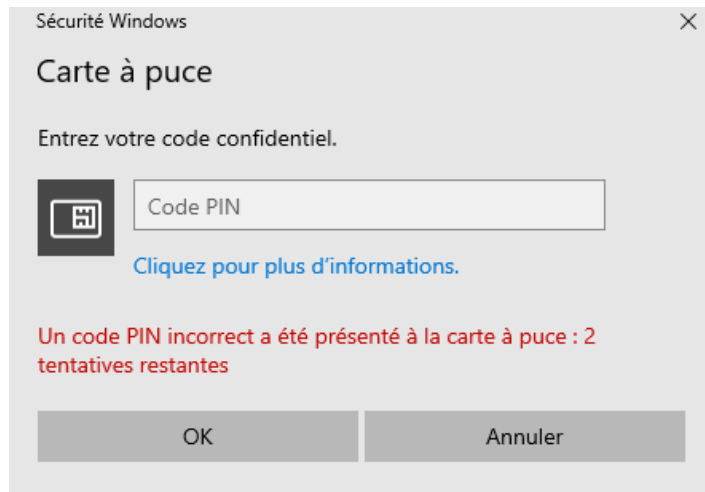 Sécurité Windows
Carte à puce
Entrez votre code confidentiel.
Code PIN
Cliquez pour plus d'informations.
Un code PIN incorrect a été présenté à la carte à puce : 2
tentatives restantes
OK
Annuler